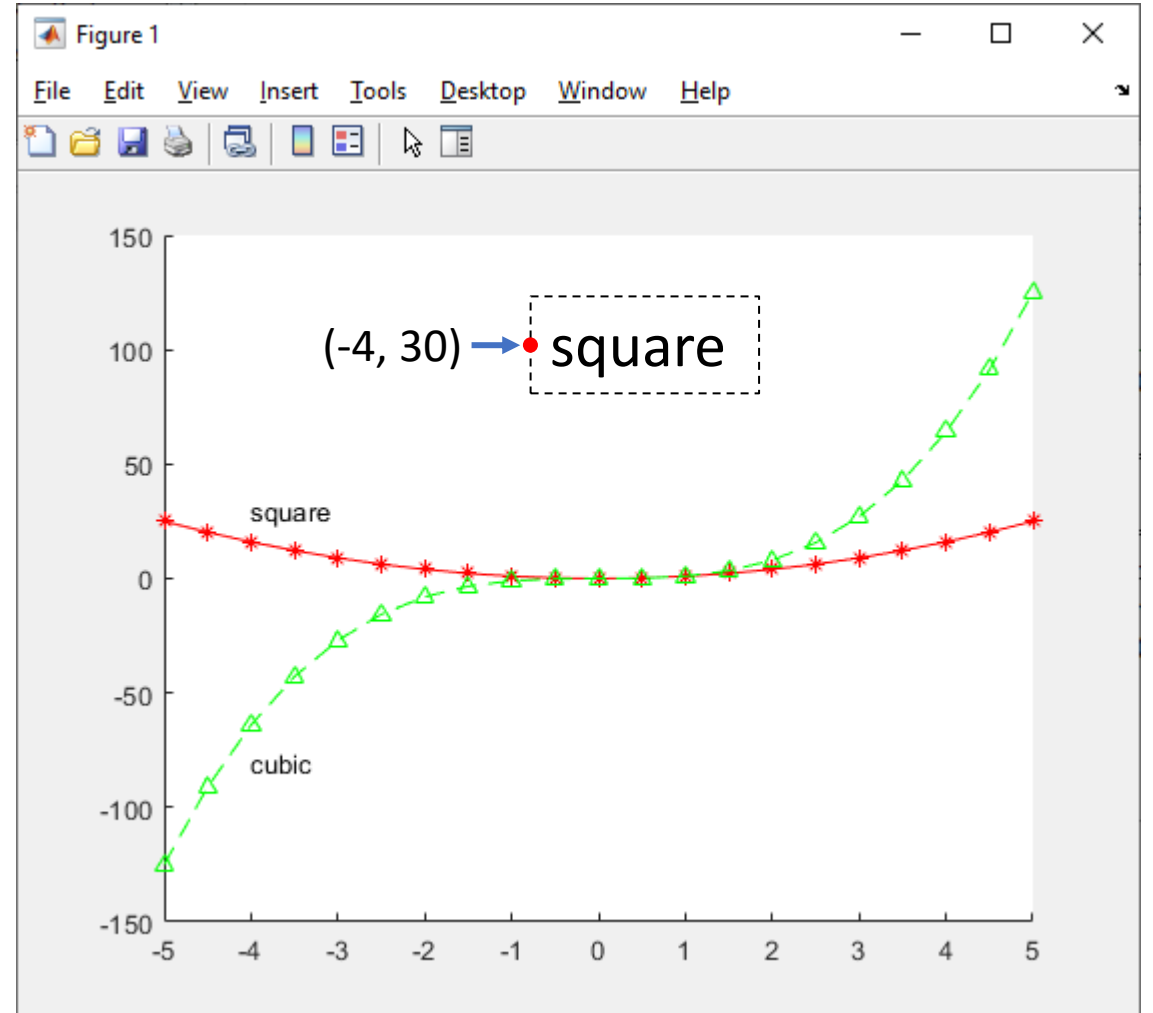 Figure 1
File Edit View Insert Tools Desktop Window Help
150
(-4, 30) square
100
50
square
0
-50
cubic
-100
-150
-5 -4 -3 -2 -1 0 1 2 3 4 5